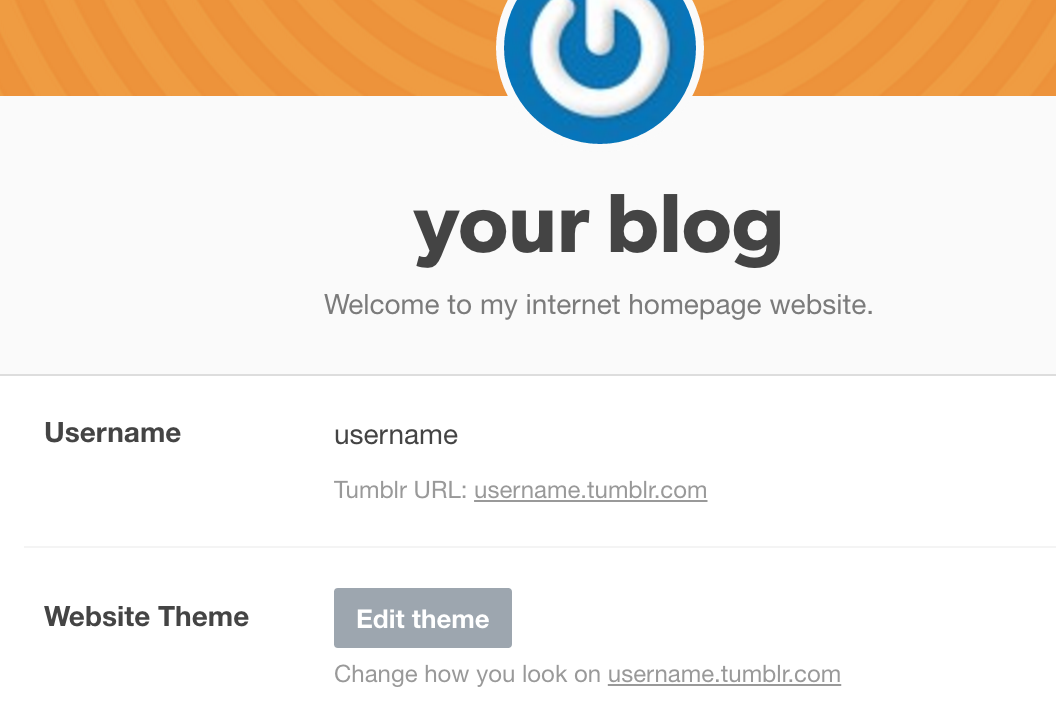 your blog
Welcome to my internet homepage website.
Username
username
Tumblr URL: username.tumblr.com
Website Theme
Edit theme
Change how you look on username.tumblr.com